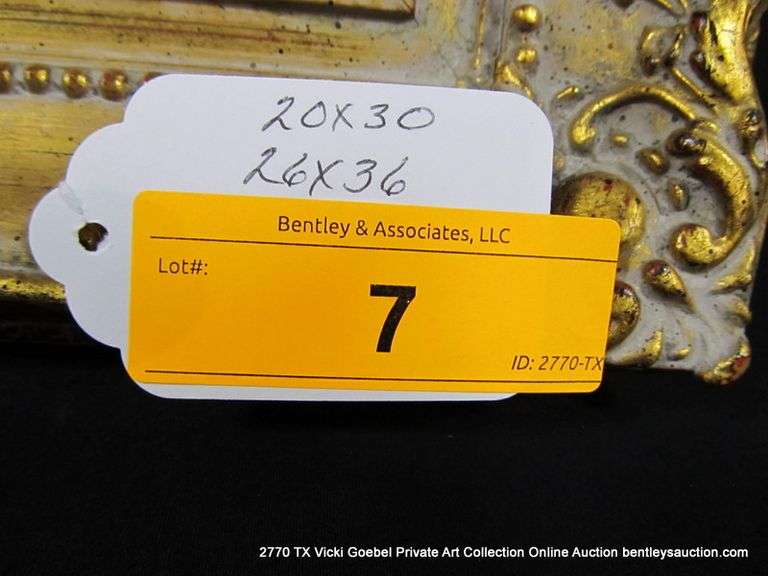 20X30
26X36
Bentley & Associates, LLC
Lot#:
7
ID: 2770-TX
2770 TX Vicki Goebel Private Art Collection Online Auction bentleysauction.com